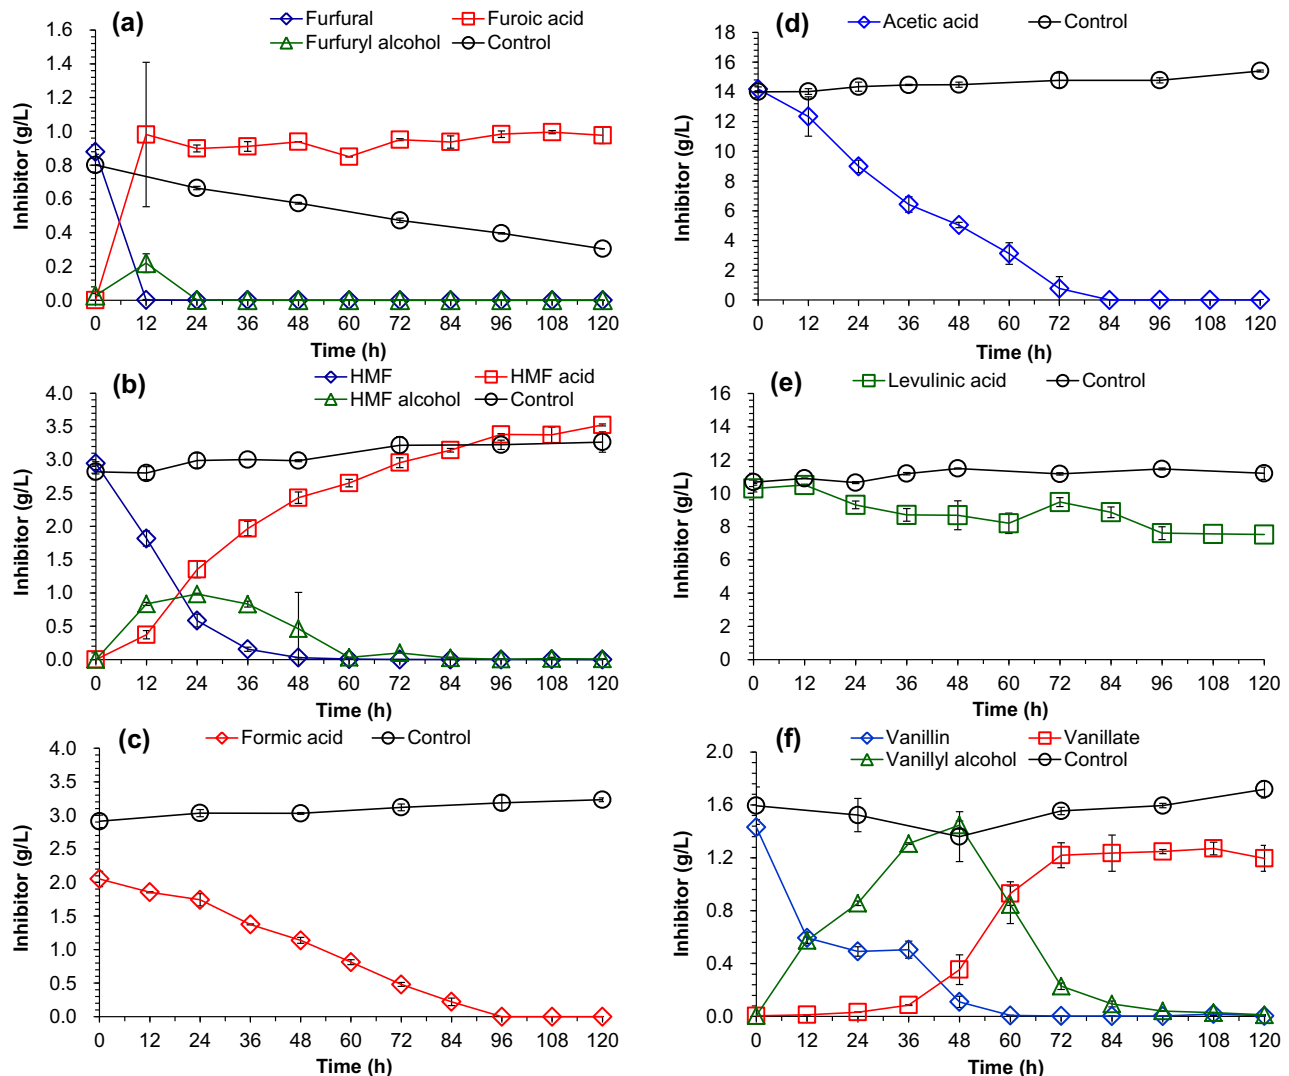 (a)
Furfural
Furoic acid
Furfuryl alcohol
Control
Inhibitor (g/L)
1.6
1.4
1.2
1.0
0.8
0.6
0.4
0.2
0.0
0 12 24 36 48 60 72 84 96 108 120
Time (h)
(b)
HMF
HMF acid
HMF alcohol
Control
Inhibitor (g/L)
4.0
3.5
3.0
2.5
2.0
1.5
1.0
0.5
0.0
0 12 24 36 48 60 72 84 96 108 120
Time (h)
(c)
Formic acid
Control
Inhibitor (g/L)
4.0
3.5
3.0
2.5
2.0
1.5
1.0
0.5
0.0
0 12 24 36 48 60 72 84 96 108 120
Time (h)
(d)
Acetic acid
Control
Inhibitor (g/L)
18
16
14
12
10
8
6
4
2
0
0 12 24 36 48 60 72 84 96 108 120
Time (h)
(e)
Levulinic acid
Control
Inhibitor (g/L)
16
14
12
10
8
6
4
2
0
0 12 24 36 48 60 72 84 96 108 120
Time (h)
(f)
Vanillin
Vanillate
Vanillyl alcohol
Control
Inhibitor (g/L)
2.0
1.6
1.2
0.8
0.4
0.0
0 12 24 36 48 60 72 84 96 108 120
Time (h)